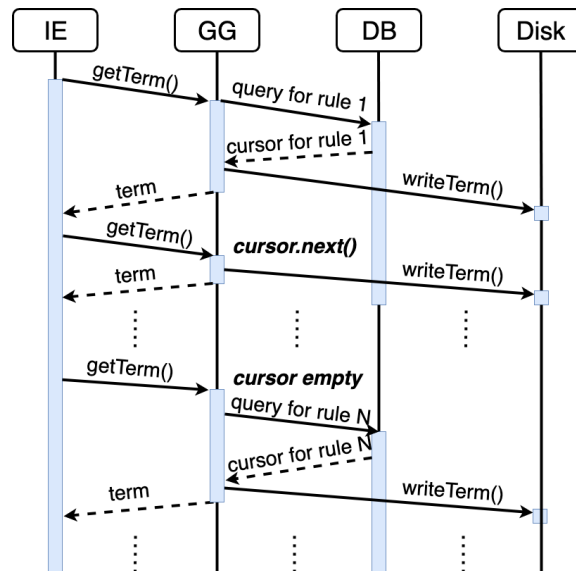 IE
GG
DB
Disk
getTerm()
query for rule 1
cursor for rule 1
writeTerm()
term
getTerm()
cursor.next()
writeTerm()
term
getTerm()
cursor empty
query for rule N
cursor for rule N
writeTerm()
term